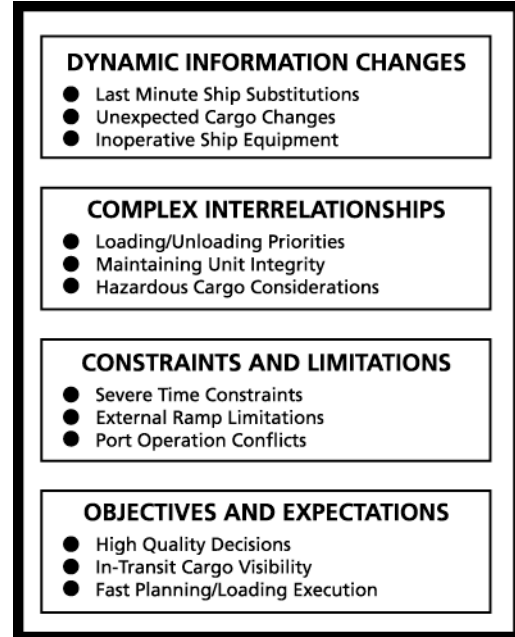 DYNAMIC INFORMATION CHANGES
● Last Minute Ship Substitutions
● Unexpected Cargo Changes
● Inoperative Ship Equipment
COMPLEX INTERRELATIONSHIPS
● Loading/Unloading Priorities
● Maintaining Unit Integrity
● Hazardous Cargo Considerations
CONSTRAINTS AND LIMITATIONS
● Severe Time Constraints
● External Ramp Limitations
● Port Operation Conflicts
OBJECTIVES AND EXPECTATIONS
● High Quality Decisions
● In-Transit Cargo Visibility
● Fast Planning/Loading Execution